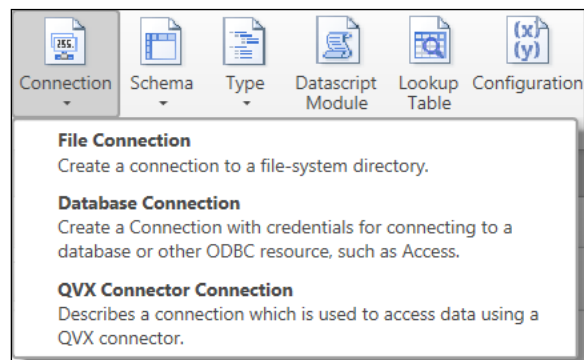 255.
(x)
(y)
Connection Schema Type Datascript Lookup Configuration
Module Table
File Connection
Create a connection to a file-system directory.
Database Connection
Create a Connection with credentials for connecting to a
database or other ODBC resource, such as Access.
QVX Connector Connection
Describes a connection which is used to access data using a
QVX connector.